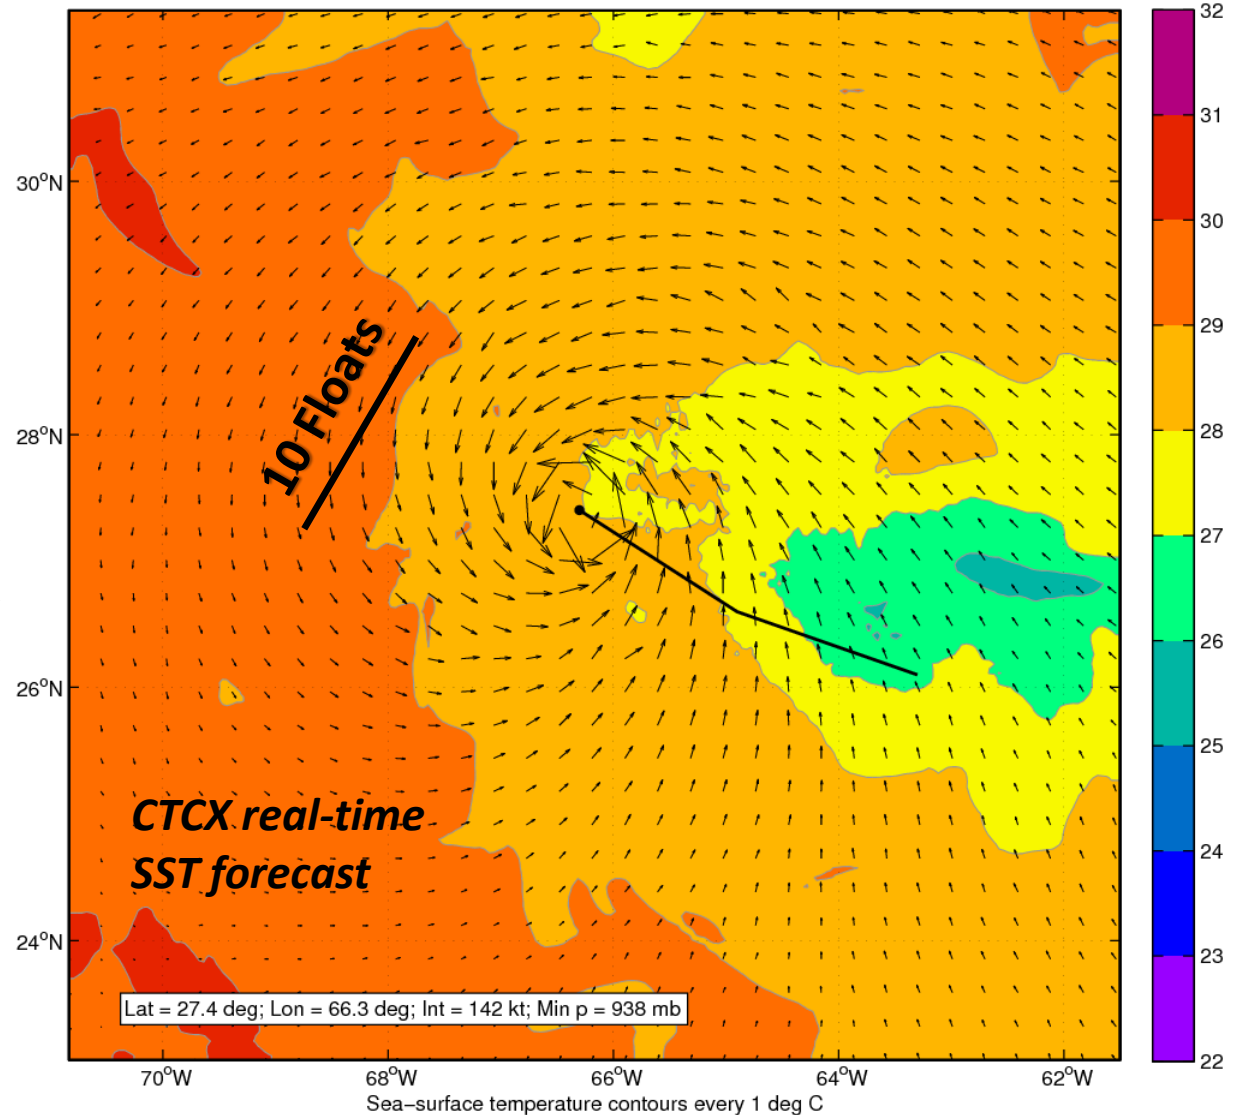 32
31
30
29
28
27
26
25
24
23
22
30°N
28°N
26°N
24°N
10 Floats
CTCX real-time
SST forecast
Lat = 27.4 deg; Lon = 66.3 deg; Int = 142 kt; Min p = 938 mb
70°W 68°W 66°W 64°W 62°W
Sea-surface temperature contours every 1 deg C